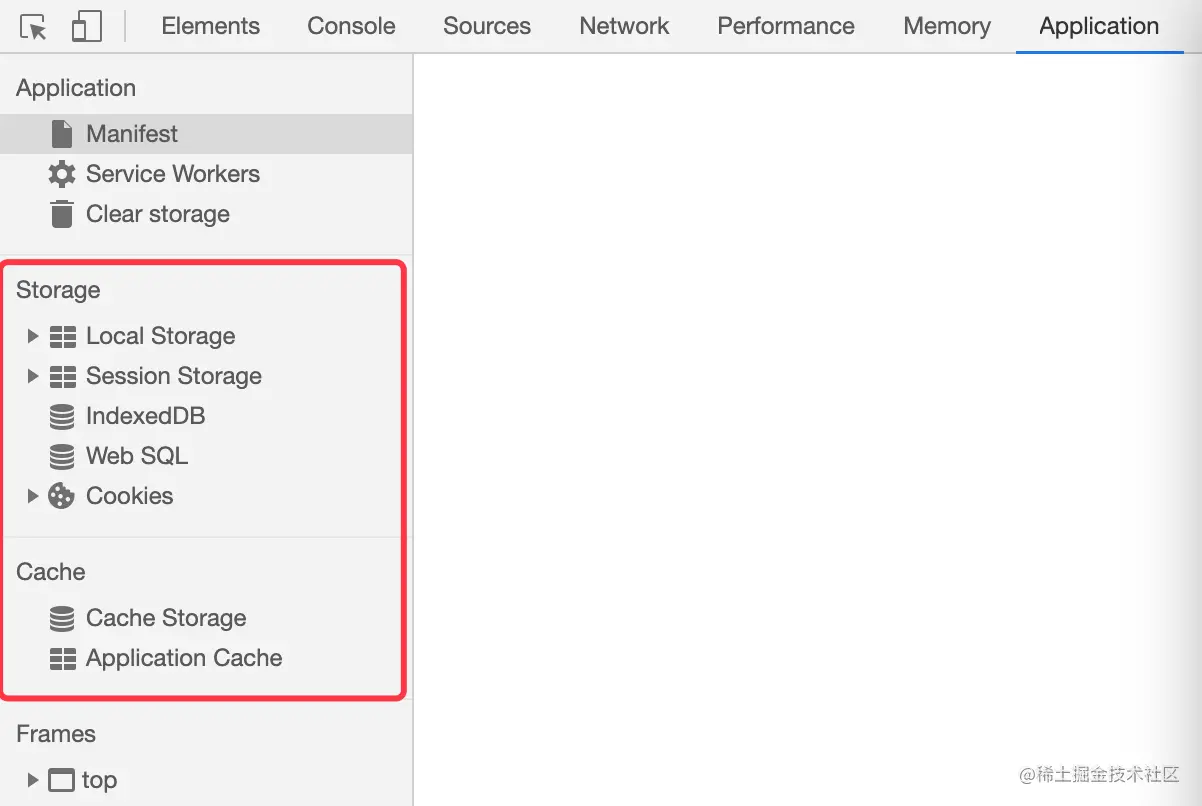 Elements Console Sources Network Performance Memory Application
Application
Manifest
Service Workers
Clear storage
Storage
Local Storage
Session Storage
IndexedDB
Web SQL
Cookies
Cache
Cache Storage
Application Cache
Frames
top
@稀土掘金技术社区